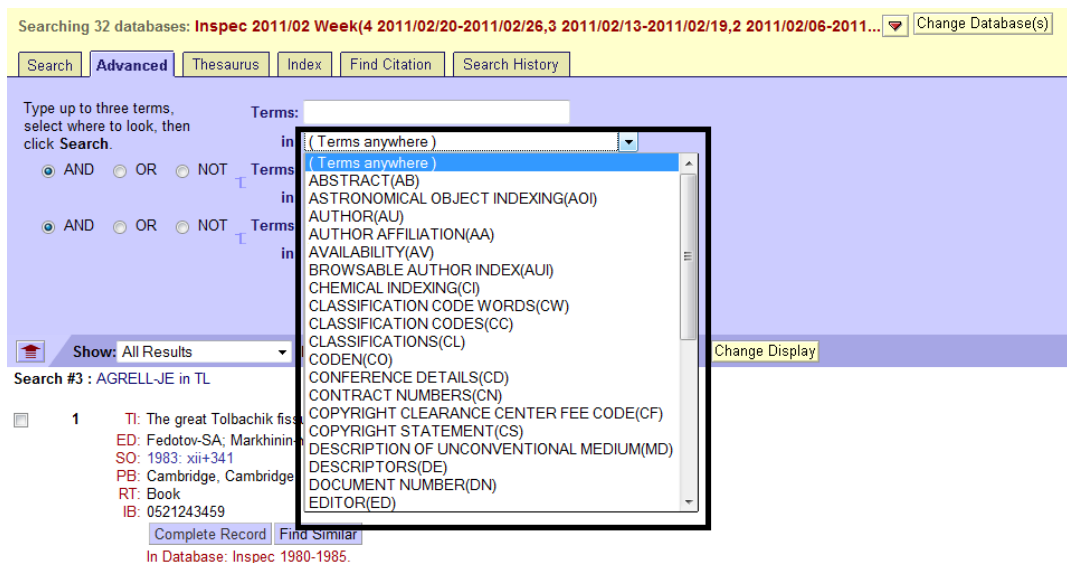 Searching 32 databases: Inspec 2011/02 Week(4 2011/02/20-2011/02/26,3 2011/02/13-2011/02/19,2 2011/02/06-2011... Change Database(s)
Search Advanced Thesaurus Index Find Citation Search History
Type up to three terms,
select where to look, then
click Search.
Terms:
in ( Terms anywhere )
AND OR NOT Terms
in
AND OR NOT Terms
in
( Terms anywhere )
ABSTRACT(AB)
ASTRONOMICAL OBJECT INDEXING(AOI)
AUTHOR(AU)
AUTHOR AFFILIATION(AA)
AVAILABILITY(AV)
BROWSABLE AUTHOR INDEX(AUI)
CHEMICAL INDEXING(CI)
CLASSIFICATION CODE WORDS(CW)
CLASSIFICATION CODES(CC)
CLASSIFICATIONS(CL)
CODEN(CO)
CONFERENCE DETAILS(CD)
CONTRACT NUMBERS(CN)
COPYRIGHT CLEARANCE CENTER FEE CODE(CF)
COPYRIGHT STATEMENT(CS)
DESCRIPTION OF UNCONVENTIONAL MEDIUM(MD)
DESCRIPTORS(DE)
DOCUMENT NUMBER(DN)
EDITOR(ED)
Show: All Results Change Display
Search #3 : AGRELL-JE in TL
1 TI: The great Tolbachik
ED: Fedotov-SA; Markhinin-
SO: 1983: xii+341
PB: Cambridge, Cambridge
RT: Book
IB: 0521243459
Complete Record Find Similar
In Database: Inspec 1980-1985.